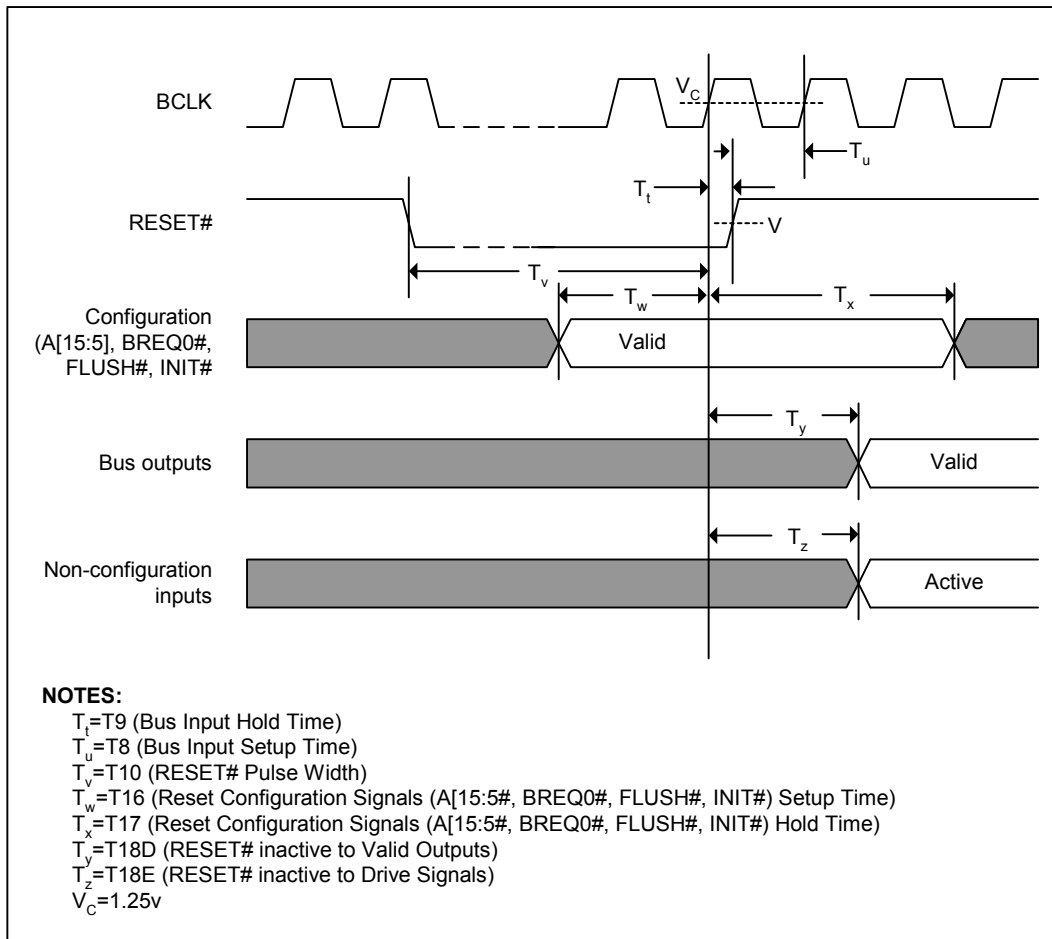 BCLK
V_C
T_u
T_t
RESET#
V
T_v
T_w
T_x
Configuration
(A[15:5], BREQ0#,
FLUSH#, INIT#
Valid
T_y
Bus outputs
Valid
T_z
Non-configuration
inputs
Active
NOTES:
T_t=T9 (Bus Input Hold Time)
T_u=T8 (Bus Input Setup Time)
T_v=T10 (RESET# Pulse Width)
T_w=T16 (Reset Configuration Signals (A[15:5#, BREQ0#, FLUSH#, INIT#) Setup Time)
T_x=T17 (Reset Configuration Signals (A[15:5#, BREQ0#, FLUSH#, INIT#) Hold Time)
T_y=T18D (RESET# inactive to Valid Outputs)
T_z=T18E (RESET# inactive to Drive Signals)
V_C=1.25v